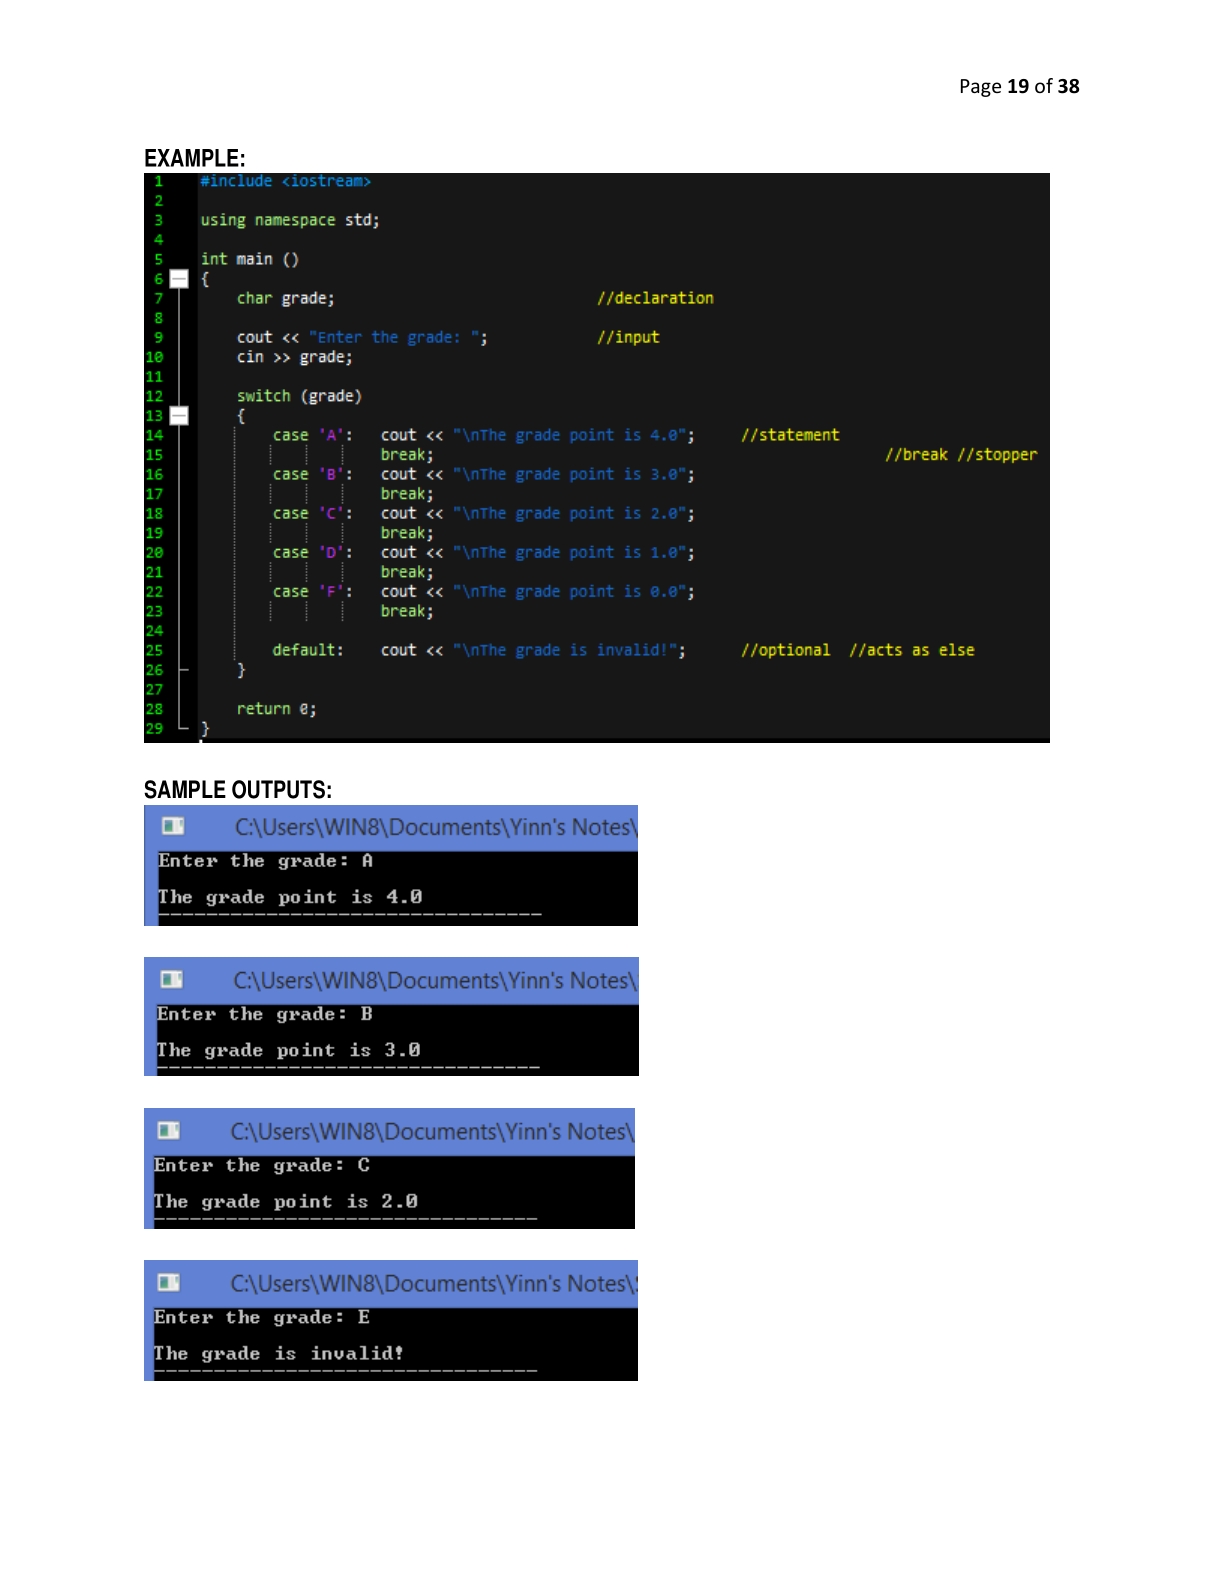 Page 19 of 38
EXAMPLE:
1 #include <iostream>
2
3 using namespace std;
4
5 int main ()
6 {
7 char grade; //declaration
8
9 cout << "Enter the grade: "; //input
10 cin >> grade;
11
12 switch (grade)
13 {
14 case 'A': cout << "\nThe grade point is 4.0"; //statement
15 break; //break //stopper
16 case 'B': cout << "\nThe grade point is 3.0";
17 break;
18 case 'C': cout << "\nThe grade point is 2.0";
19 break;
20 case 'D': cout << "\nThe grade point is 1.0";
21 break;
22 case 'F': cout << "\nThe grade point is 0.0";
23 break;
24
25 default: cout << "\nThe grade is invalid!"; //optional //acts as else
26 }
27
28 return 0;
29 }
SAMPLE OUTPUTS:
C:\Users\WIN8\Documents\Yinn's Notes\
Enter the grade: A
The grade point is 4.0
--------------------------------
C:\Users\WIN8\Documents\Yinn's Notes\
Enter the grade: B
The grade point is 3.0
--------------------------------
C:\Users\WIN8\Documents\Yinn's Notes\
Enter the grade: C
The grade point is 2.0
--------------------------------
C:\Users\WIN8\Documents\Yinn's Notes\
Enter the grade: E
The grade is invalid!
--------------------------------